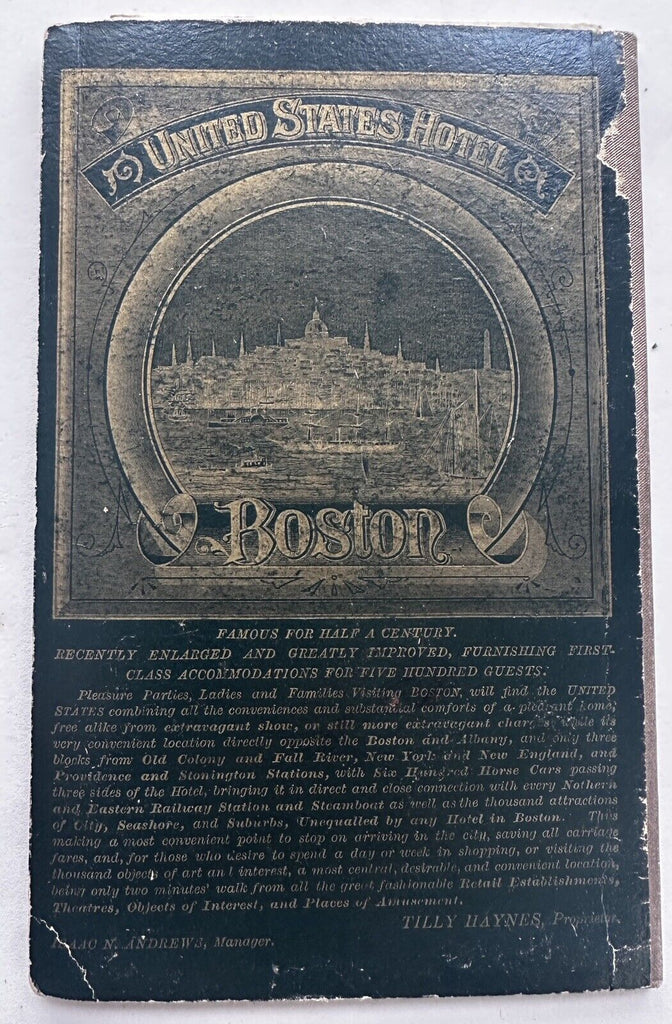 UNITED STATES HOTEL
BOSTON
FAMOUS FOR HALF A CENTURY.
RECENTLY ENLARGED AND GREATLY IMPROVED, FURNISHING FIRST-
CLASS ACCOMMODATIONS FOR FIVE HUNDRED GUESTS.
Pleasure Parties, Ladies and Families Visiting BOSTON, will find the UNITED
STATES combining all the conveniences and substantial comforts of a pleasant home,
free alike from extravagant show, or still more extravagant charges while its
very convenient location directly opposite the Boston and Albany, and only three
blocks from Old Colony and Fall River, New York and New England, and
Providence and Stonington Stations, with Six Hundred Horse Cars passing
three sides of the Hotel, bringing it in direct and close connection with every Nothern
and Eastern Railway Station and Steamboat as well as the thousand attractions
of City, Seashore, and Suburbs, Unequalled by any Hotel in Boston. Thus
making a most convenient point to stop on arriving in the city, saving all carriage
fares, and, for those who desire to spend a day or week in shopping, or visiting the
thousand objects of art and interest, a most central, desirable, and convenient location,
being only two minutes' walk from all the great fashionable Retail Establishments,
Theatres, Objects of Interest, and Places of Amusement.
TILLY HAYNES, Proprietor.
ISAAC N. ANDREWS, Manager.